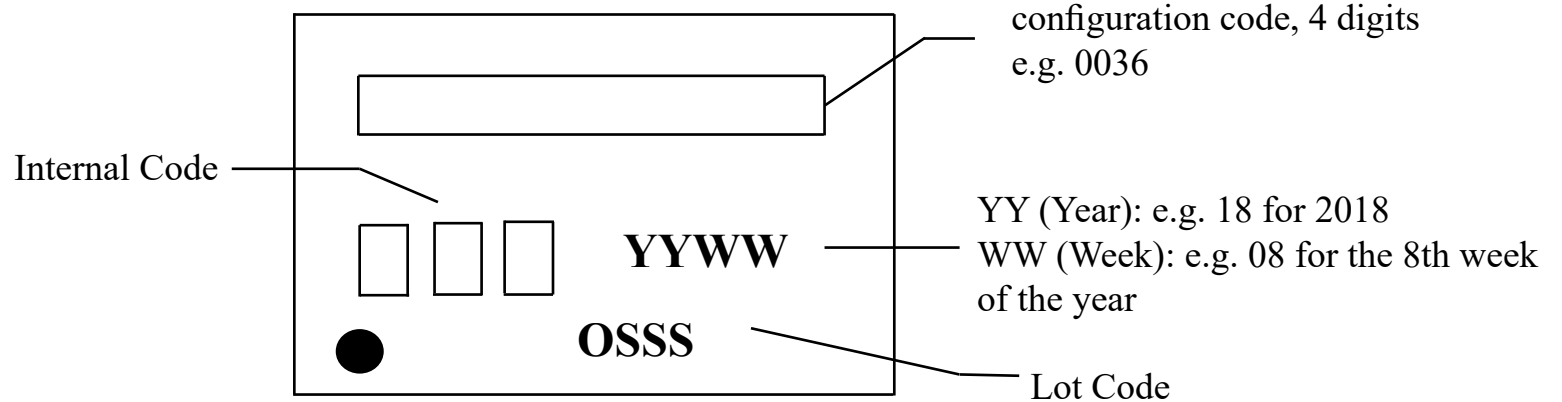 configuration code, 4 digits
e.g. 0036
Internal Code
YYWW
YY (Year): e.g. 18 for 2018
WW (Week): e.g. 08 for the 8th week
of the year
OSSS
Lot Code